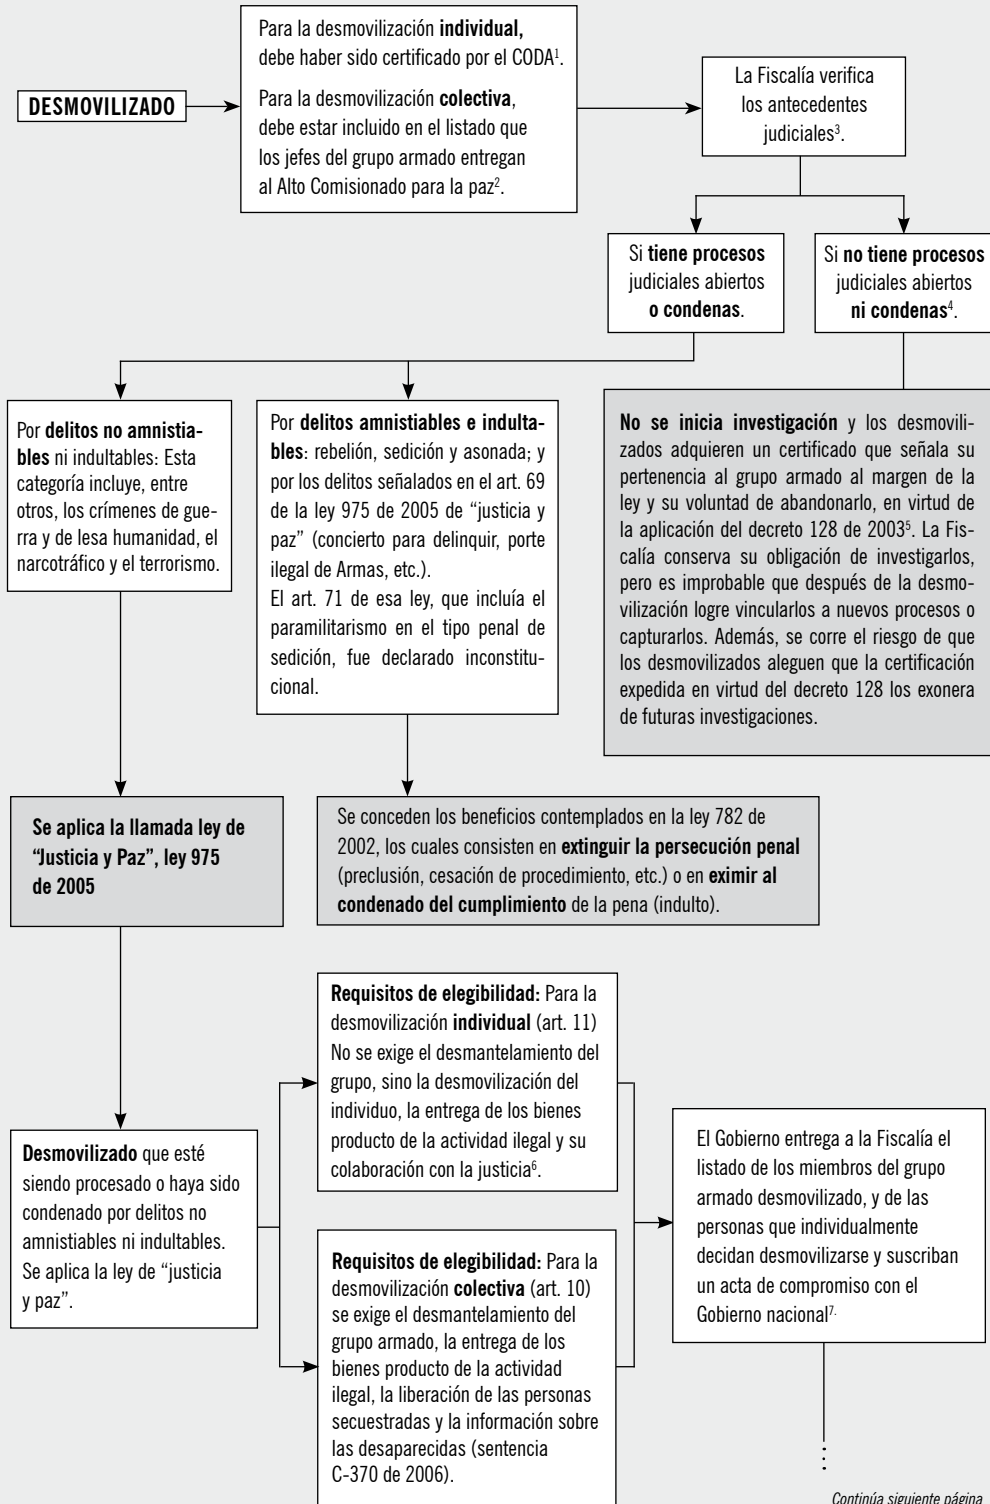 DESMOVILIZADO
Para la desmovilización individual,
debe haber sido certificado por el CODA¹.
Para la desmovilización colectiva,
debe estar incluido en el listado que
los jefes del grupo armado entregan
al Alto Comisionado para la paz².
La Fiscalía verifica
los antecedentes
judiciales³.
Si tiene procesos
judiciales abiertos
o condenas.
Si no tiene procesos
judiciales abiertos
ni condenas⁴.
Por delitos no amnistia-
bles ni indultables: Esta
categoría incluye, entre
otros, los crímenes de gue-
rra y de lesa humanidad, el
narcotráfico y el terrorismo.
Por delitos amnistiables e indulta-
bles: rebelión, sedición y asonada; y
por los delitos señalados en el art. 69
de la ley 975 de 2005 de “justicia y
paz” (concierto para delinquir, porte
ilegal de Armas, etc.).
El art. 71 de esa ley, que incluía el
paramilitarismo en el tipo penal de
sedición, fue declarado inconstitu-
cional.
No se inicia investigación y los desmovili-
zados adquieren un certificado que señala su
pertenencia al grupo armado al margen de la
ley y su voluntad de abandonarlo, en virtud de
la aplicación del decreto 128 de 2003⁵. La Fis-
calía conserva su obligación de investigarlos,
pero es improbable que después de la desmo-
vilización logre vincularlos a nuevos procesos o
capturarlos. Además, se corre el riesgo de que
los desmovilizados aleguen que la certificación
expedida en virtud del decreto 128 los exonera
de futuras investigaciones.
Se aplica la llamada ley de
“Justicia y Paz”, ley 975
de 2005
Se conceden los beneficios contemplados en la ley 782 de
2002, los cuales consisten en extinguir la persecución penal
(preclusión, cesación de procedimiento, etc.) o en eximir al
condenado del cumplimiento de la pena (indulto).
Desmovilizado que esté
siendo procesado o haya sido
condenado por delitos no
amnistiables ni indultables.
Se aplica la ley de “justicia
y paz”.
Requisitos de elegibilidad: Para la
desmovilización individual (art. 11)
No se exige el desmantelamiento del
grupo, sino la desmovilización del
individuo, la entrega de los bienes
producto de la actividad ilegal y su
colaboración con la justicia⁶.
Requisitos de elegibilidad: Para la
desmovilización colectiva (art. 10)
se exige el desmantelamiento del
grupo armado, la entrega de los
bienes producto de la actividad
ilegal, la liberación de las personas
secuestradas y la información sobre
las desaparecidas (sentencia
C-370 de 2006).
El Gobierno entrega a la Fiscalía el
listado de los miembros del grupo
armado desmovilizado, y de las
personas que individualmente
decidan desmovilizarse y suscriban
un acta de compromiso con el
Gobierno nacional⁷.
Continúa siguiente página